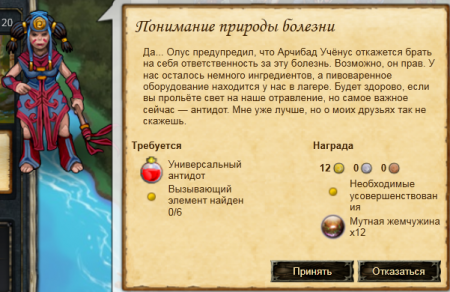 20
Понимание природы болезни
Да... Олус предупредил, что Арчибад Учёнус откажется брать
на себя ответственность за эту болезнь. Возможно, он прав. У
нас осталось немного ингредиентов, а пивоваренное
оборудование находится у нас в лагере. Будет здорово, если
вы прольёте свет на наше отравление, но самое важное
сейчас — антидот. Мне уже лучше, но о моих друзьях так не
скажешь.
Требуется
Универсальный
антидот
Вызывающий
элемент найден
0/6
Награда
12 0 0
Необходимые
усовершенствован
ия
Мутная жемчужина
x12
Принять
Отказаться